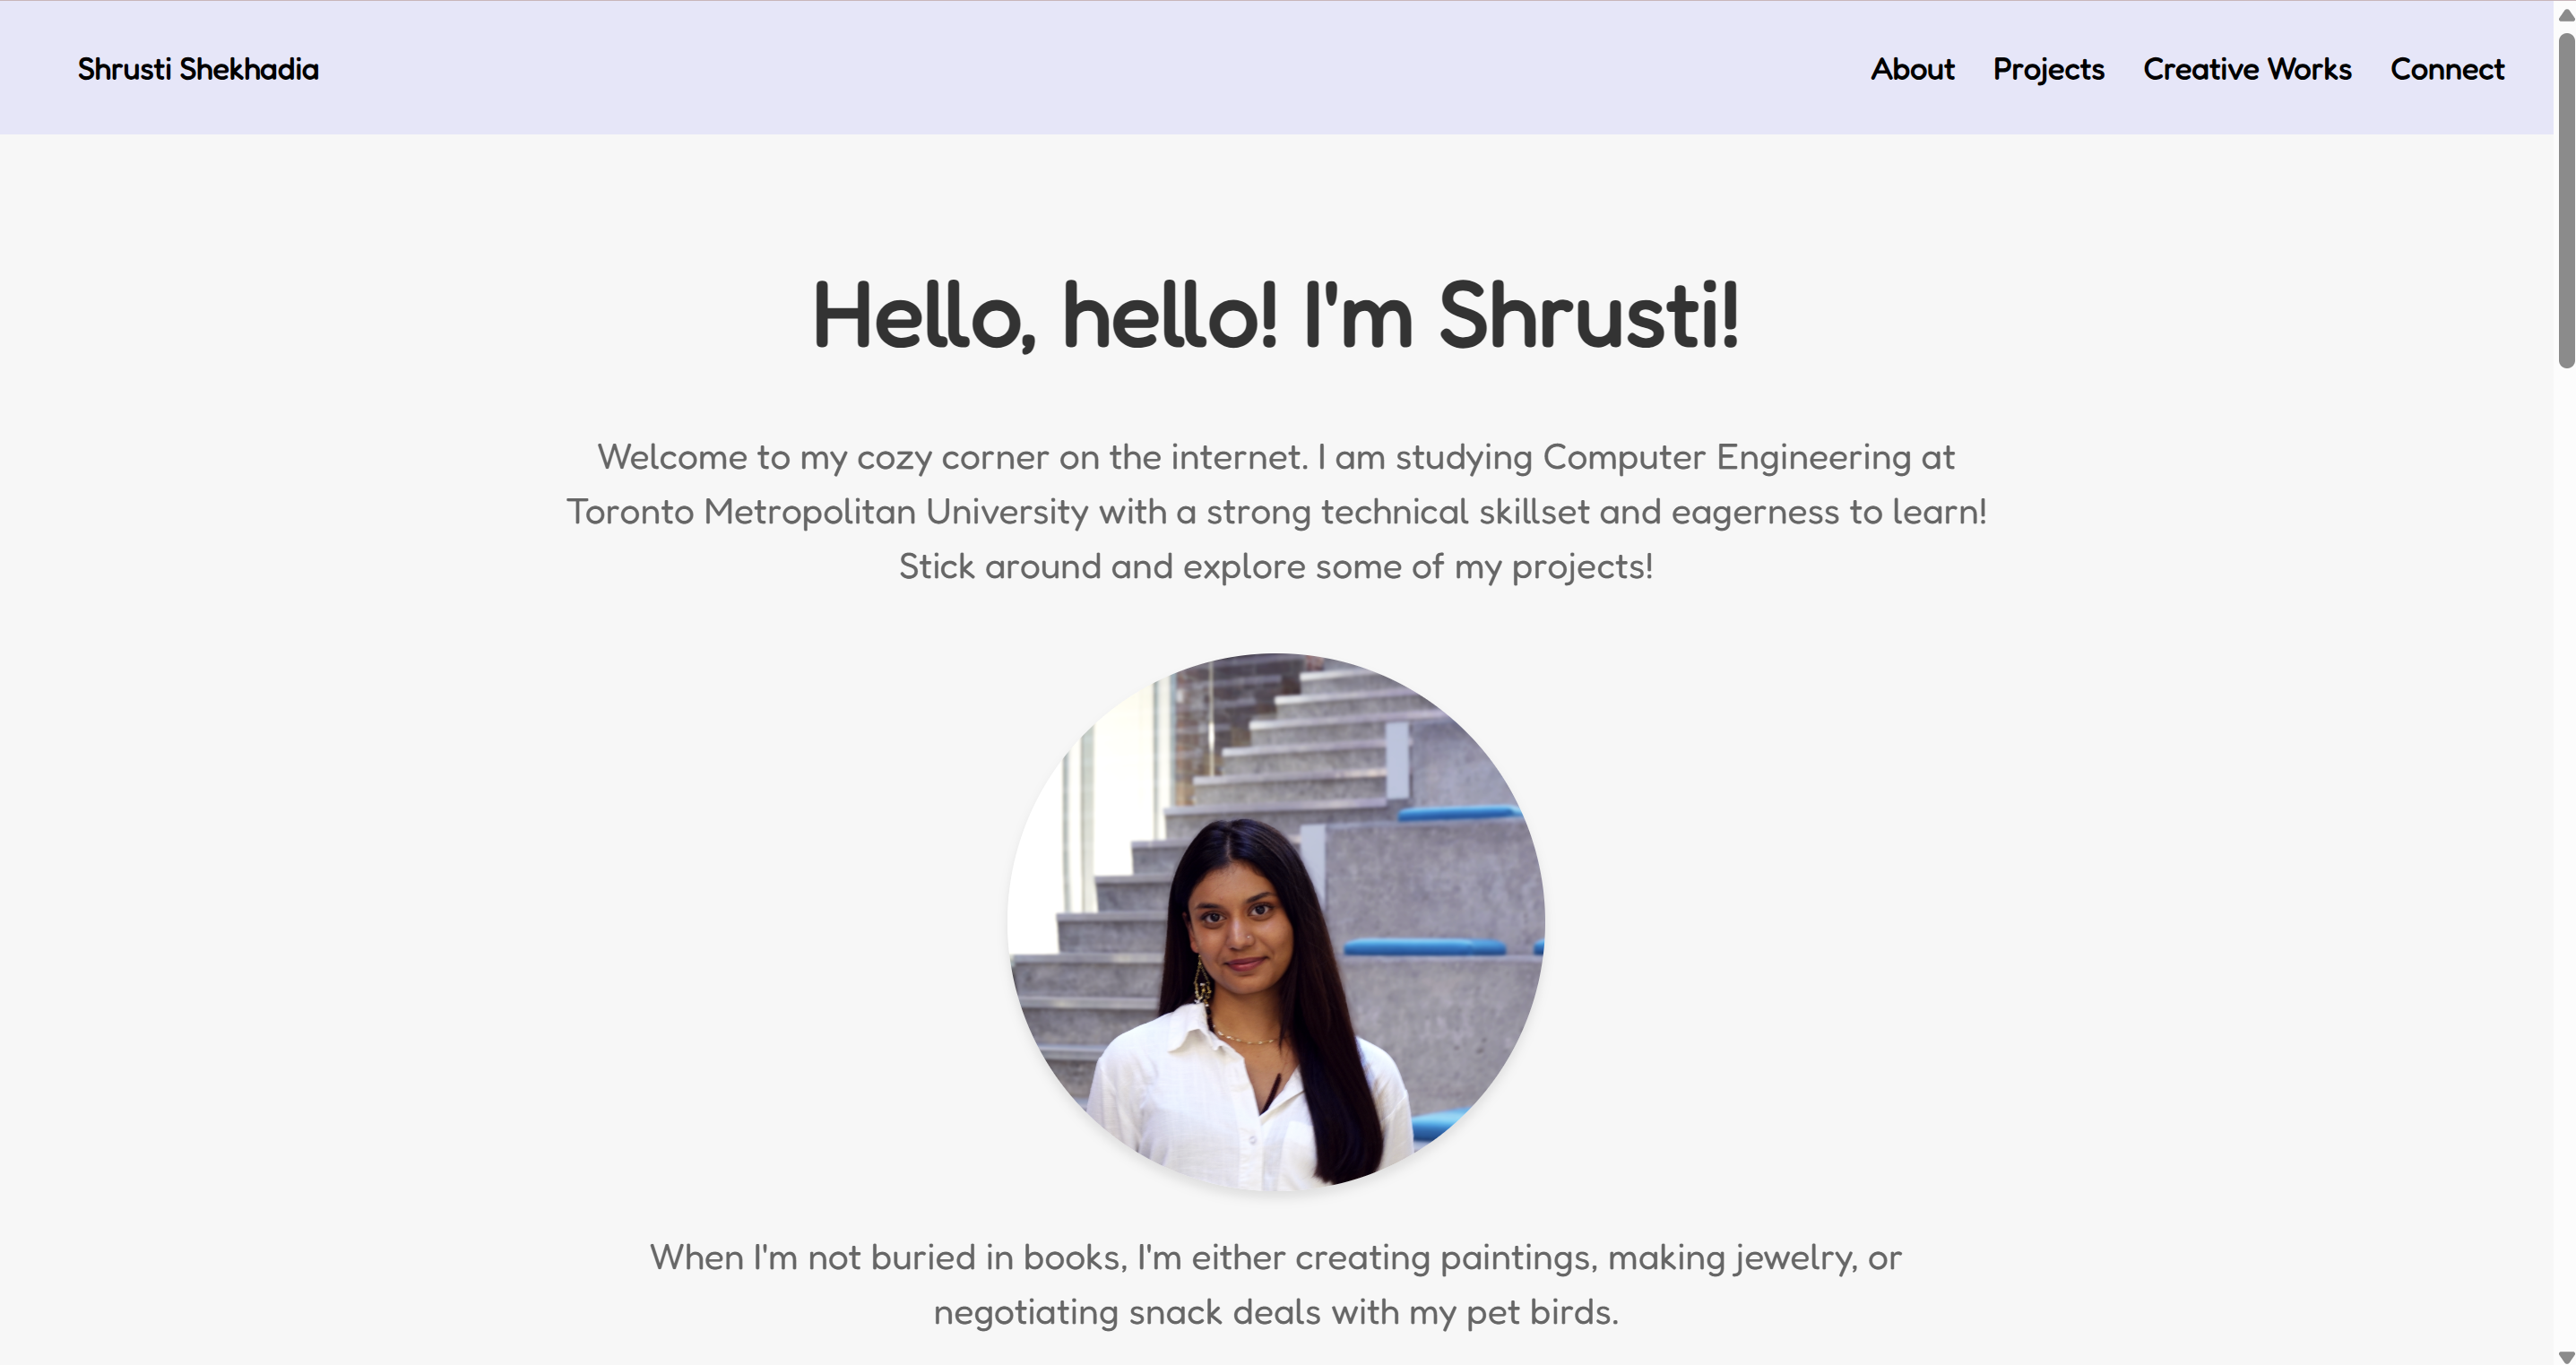 Shrusti Shekhadia
About Projects Creative Works Connect
Hello, hello! I'm Shrusti!
Welcome to my cozy corner on the internet. I am studying Computer Engineering at
Toronto Metropolitan University with a strong technical skillset and eagerness to learn!
Stick around and explore some of my projects!
When I'm not buried in books, I'm either creating paintings, making jewelry, or
negotiating snack deals with my pet birds.